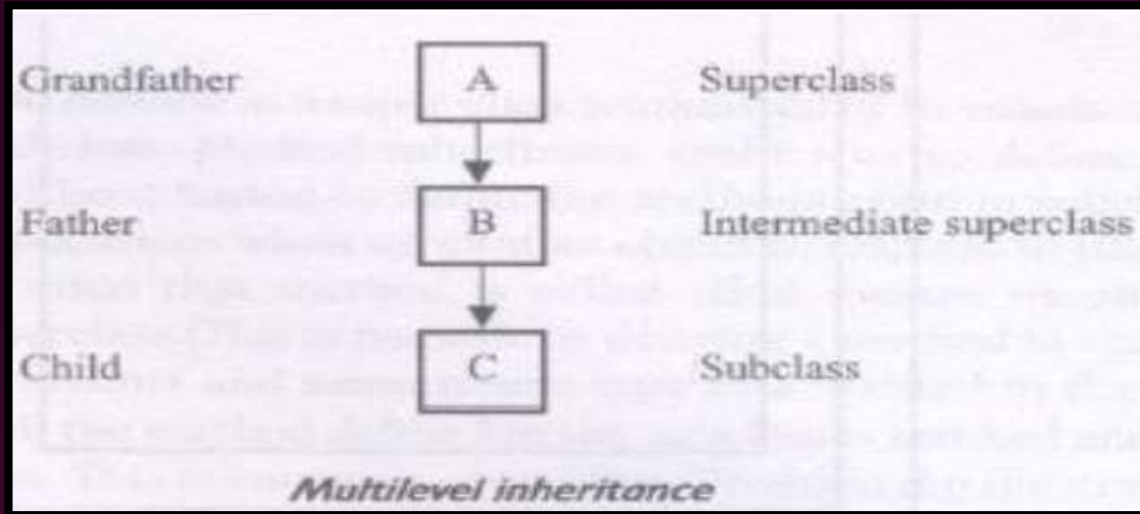 Grandfather A Superclass
Father B Intermediate superclass
Child C Subclass
Multilevel inheritance